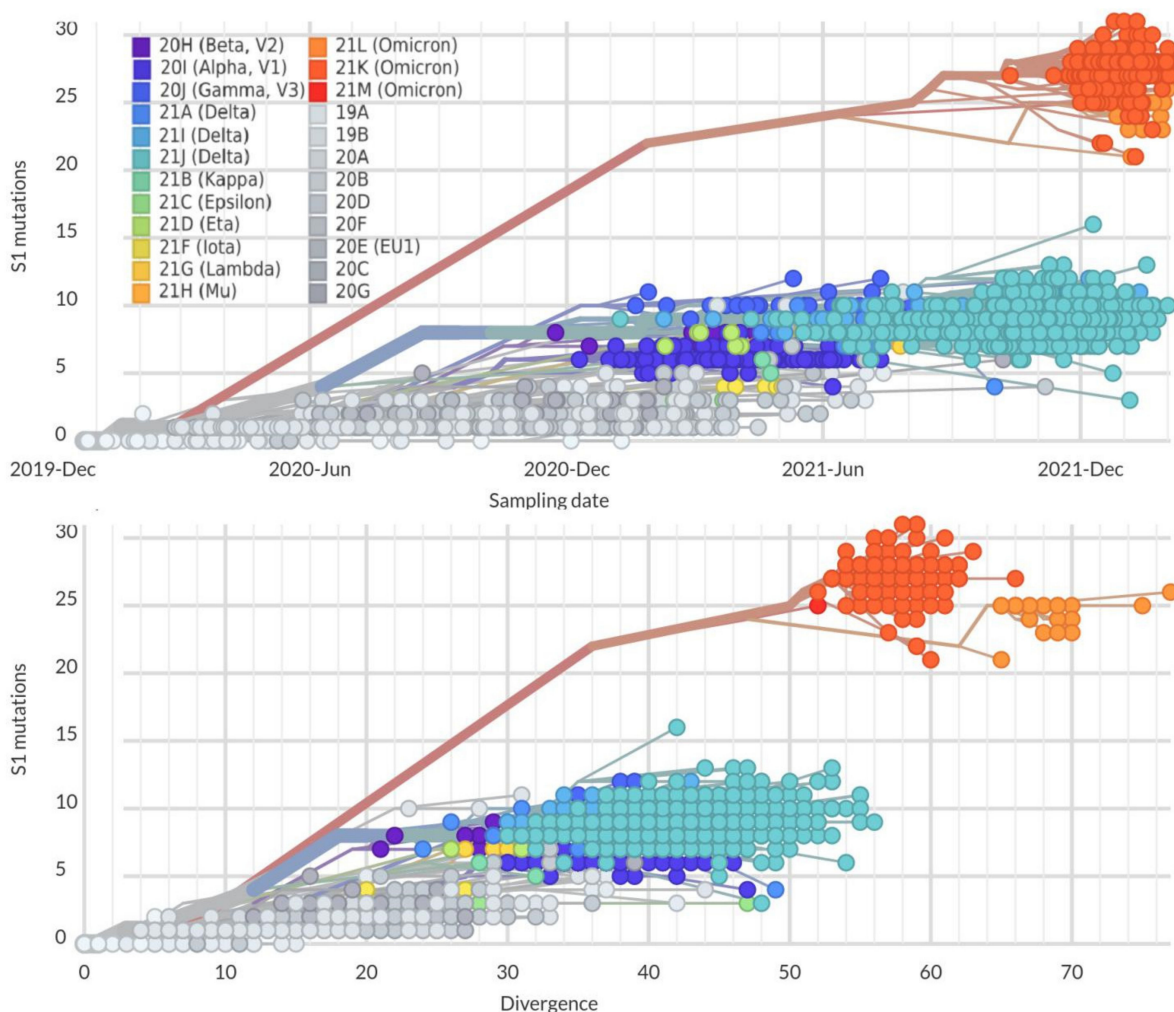 30
25
20
15
10
5
0
S1 mutations
20H (Beta, V2)
20I (Alpha, V1)
20J (Gamma, V3)
21A (Delta)
21I (Delta)
21J (Delta)
21B (Kappa)
21C (Epsilon)
21D (Eta)
21F (Iota)
21G (Lambda)
21H (Mu)
21L (Omicron)
21K (Omicron)
21M (Omicron)
19A
19B
20A
20B
20D
20F
20E (EU1)
20C
20G
2019-Dec 2020-Jun 2020-Dec 2021-Jun 2021-Dec
Sampling date
30
25
20
15
10
5
0
S1 mutations
0 10 20 30 40 50 60 70
Divergence